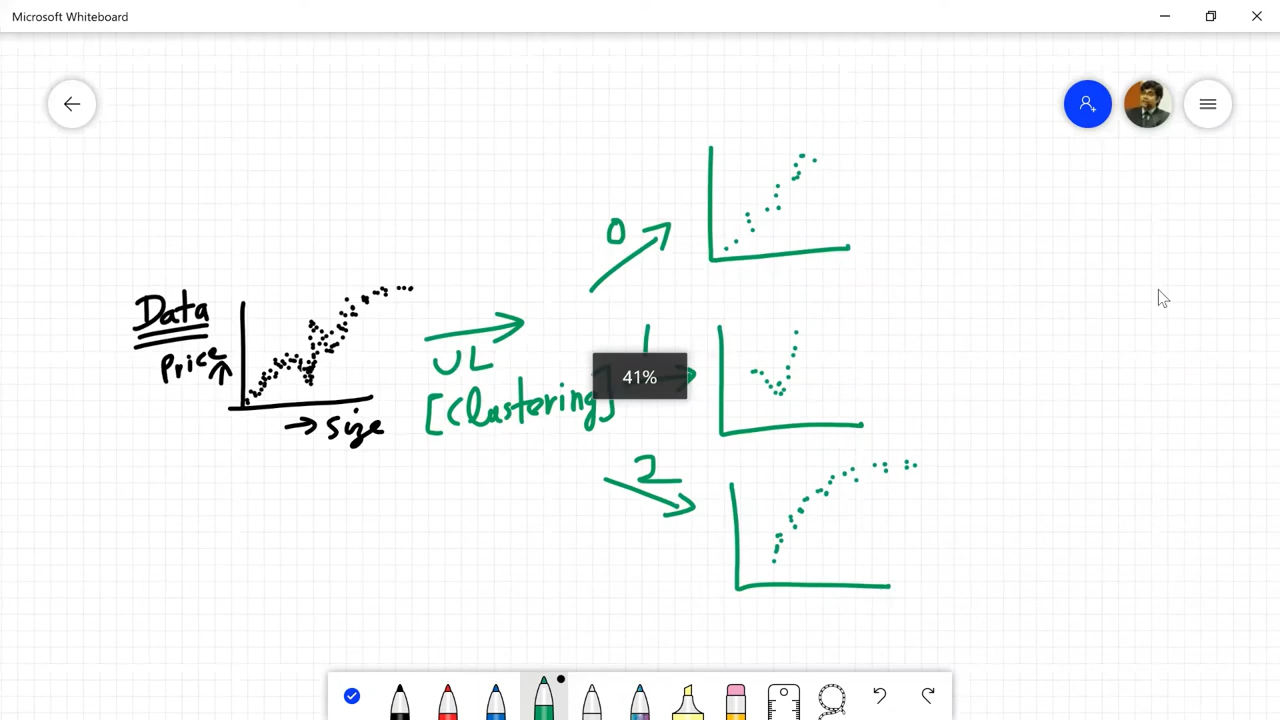 Microsoft Whiteboard
Data
Price ↑
→ Size
UL
[Clustering]
0
1
41%
2